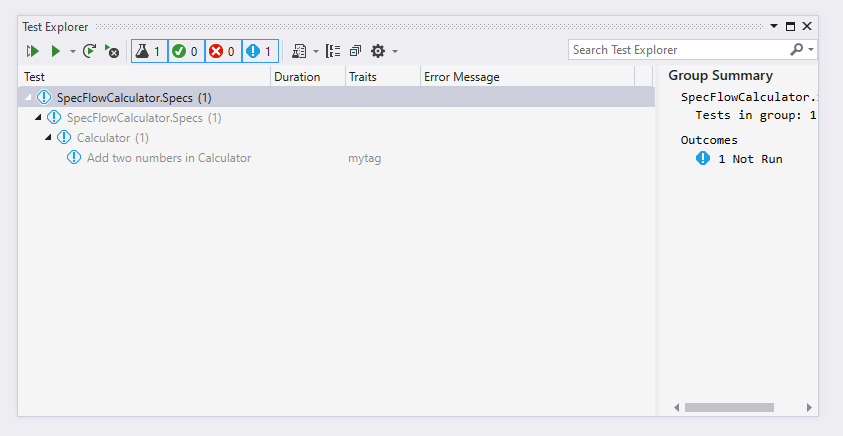 Test Explorer
1 0 0 1
Search Test Explorer
Test Duration Traits Error Message
SpecFlowCalculator.Specs (1)
SpecFlowCalculator.Specs (1)
Calculator (1)
Add two numbers in Calculator mytag
Group Summary
SpecFlowCalculator.
Tests in group: 1
Outcomes
1 Not Run